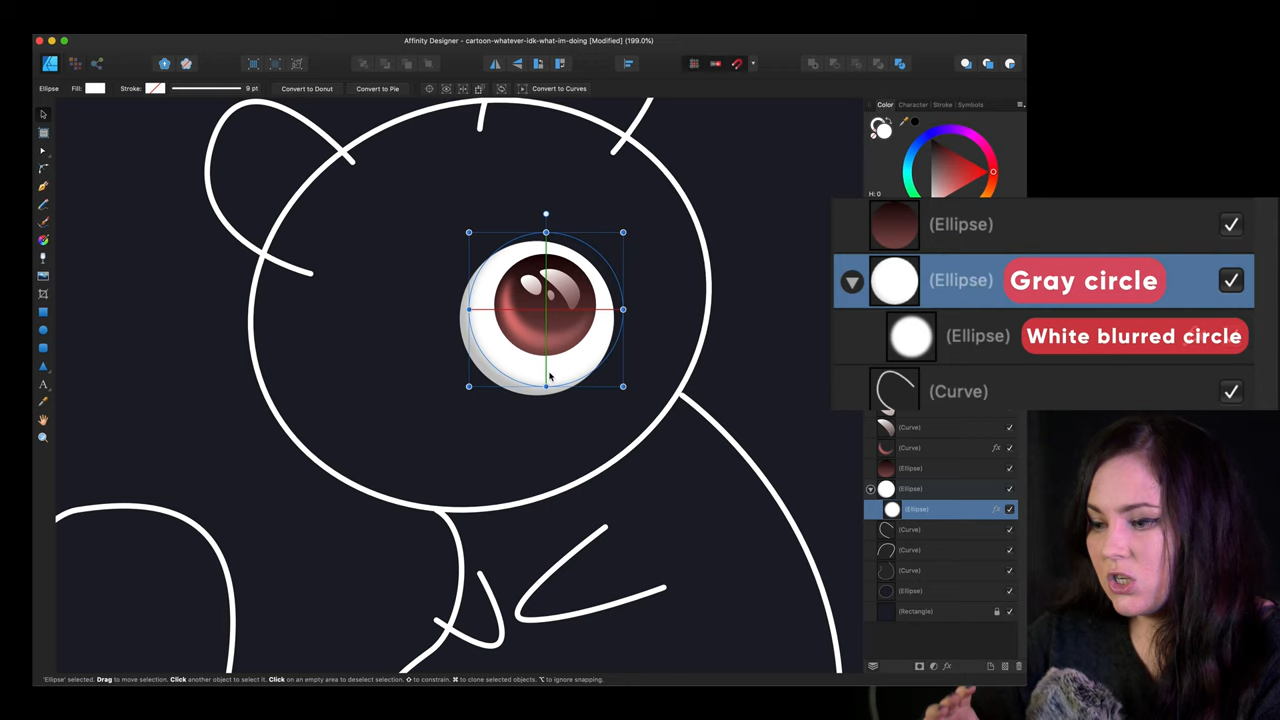 Affinity Designer - cartoon-whatever-idk-what-im-doing [Modified] (199.0%)
Ellipse Fill: Stroke: 9 pt Convert to Donut Convert to Pie Convert to Curves
Color Character Stroke Symbols
H: 0
(Ellipse)
(Ellipse) Gray circle
(Ellipse) White blurred circle
(Curve)
(Curve)
(Curve) fx
(Ellipse)
(Ellipse)
(Ellipse) fx
(Curve)
(Curve)
(Curve)
(Ellipse)
(Rectangle)
fx
'Ellipse' selected. Drag to move selection. Click another object to select it. Click on an empty area to deselect selection. ⇧ to constrain. ⌘ to clone selected objects. ⌥ to ignore snapping.